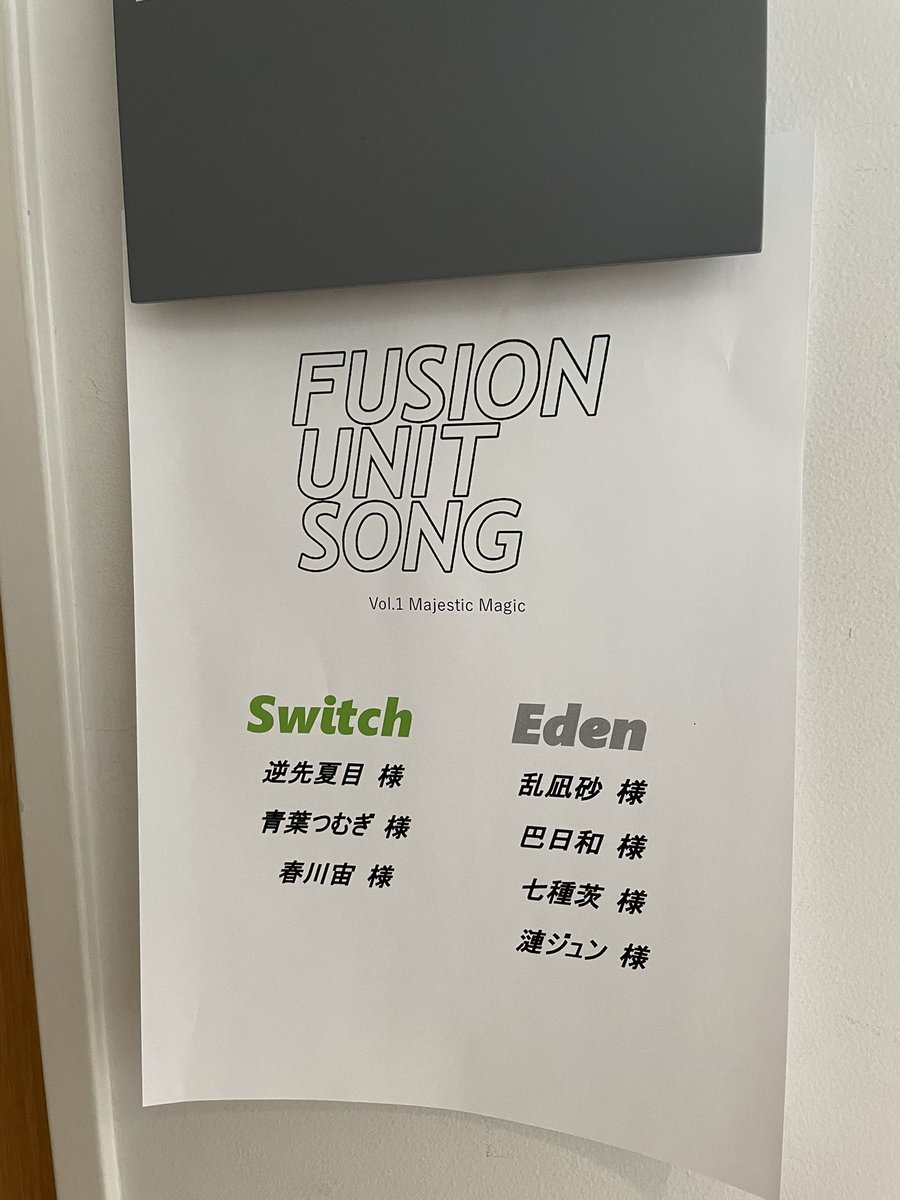 FUSION
UNIT
SONG
Vol.1 Majestic Magic
Switch
逆先夏目 様
青葉つむぎ 様
春川宙 様
Eden
乱凪砂 様
巴日和 様
七種茨 様
漣ジュン 様